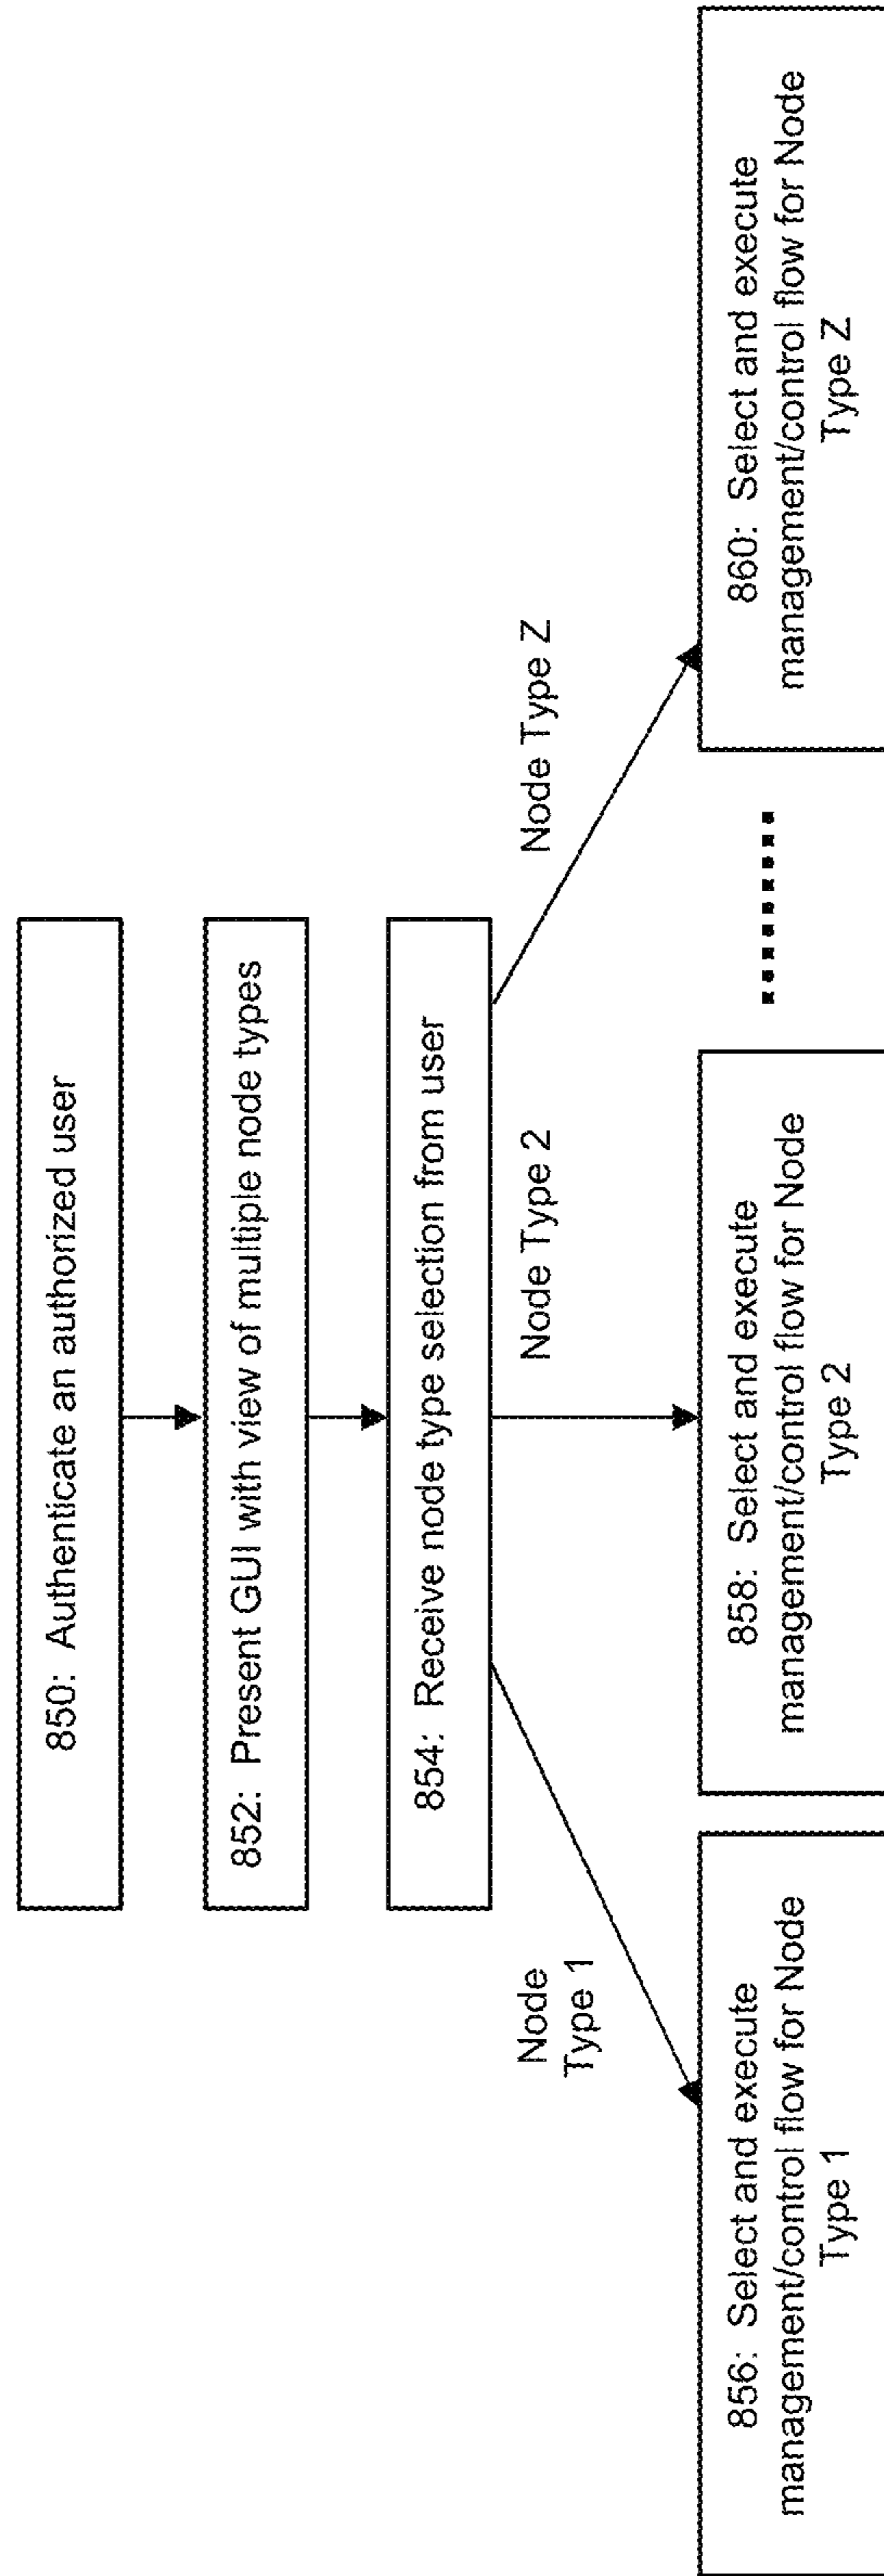 850: Authenticate an authorized user
852: Present GUI with view of multiple node types
854: Receive node type selection from user
Node
Type 1
Node Type 2
Node Type Z
856: Select and execute
management/control flow for Node
Type 1
858: Select and execute
management/control flow for Node
Type 2
860: Select and execute
management/control flow for Node
Type Z